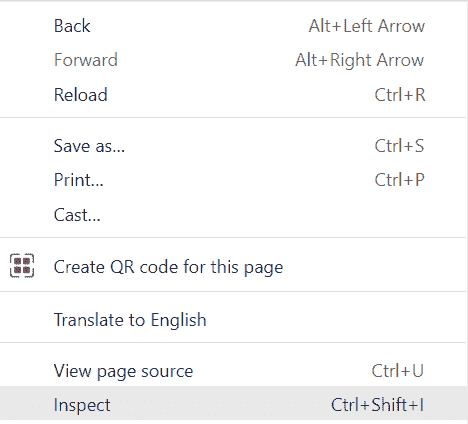 Back Alt+Left Arrow
Forward Alt+Right Arrow
Reload Ctrl+R
Save as... Ctrl+S
Print... Ctrl+P
Cast...
Create QR code for this page
Translate to English
View page source Ctrl+U
Inspect Ctrl+Shift+I